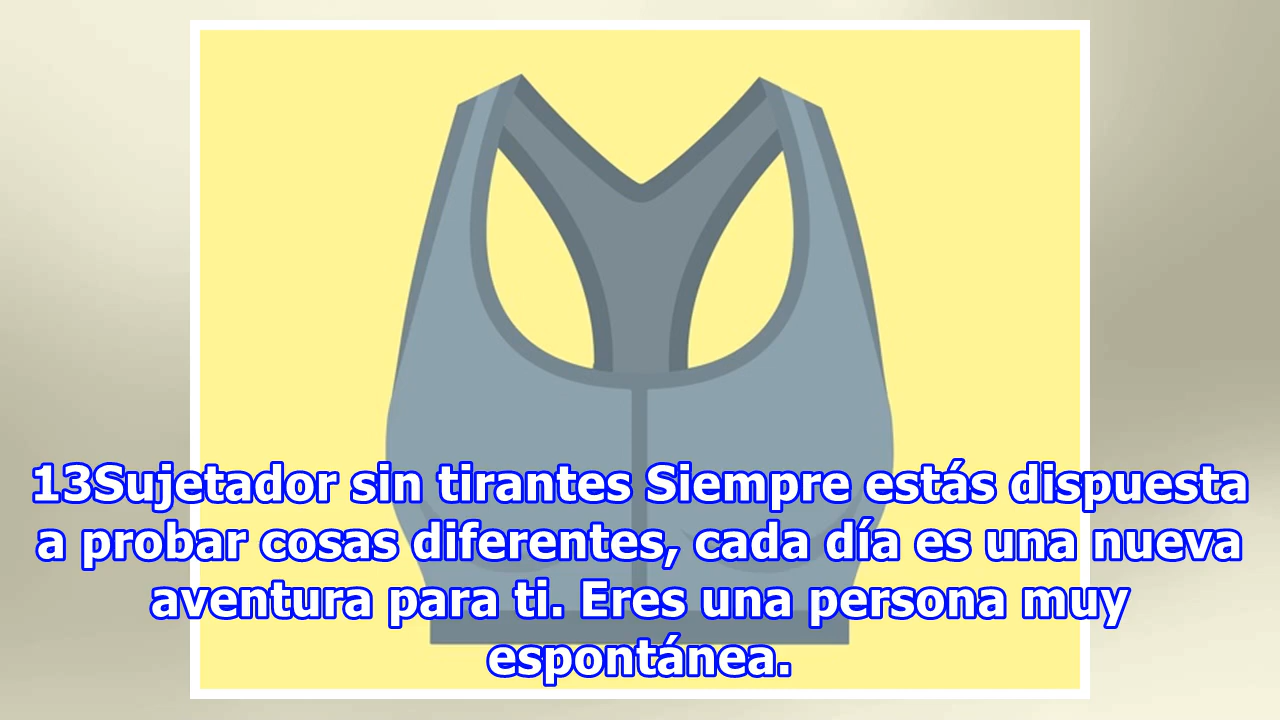 13Sujetador sin tirantes Siempre estás dispuesta
a probar cosas diferentes, cada día es una nueva
aventura para ti. Eres una persona muy
espontánea.